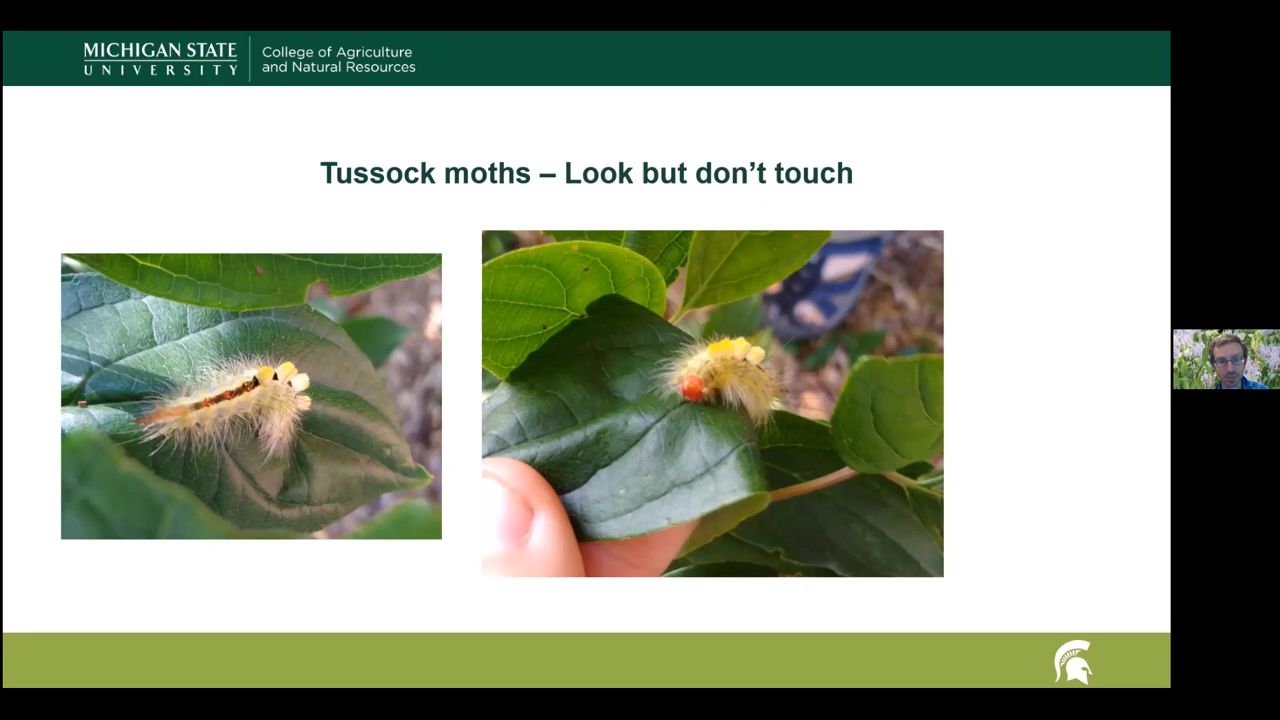 MICHIGAN STATE
UNIVERSITY
College of Agriculture
and Natural Resources
Tussock moths – Look but don’t touch